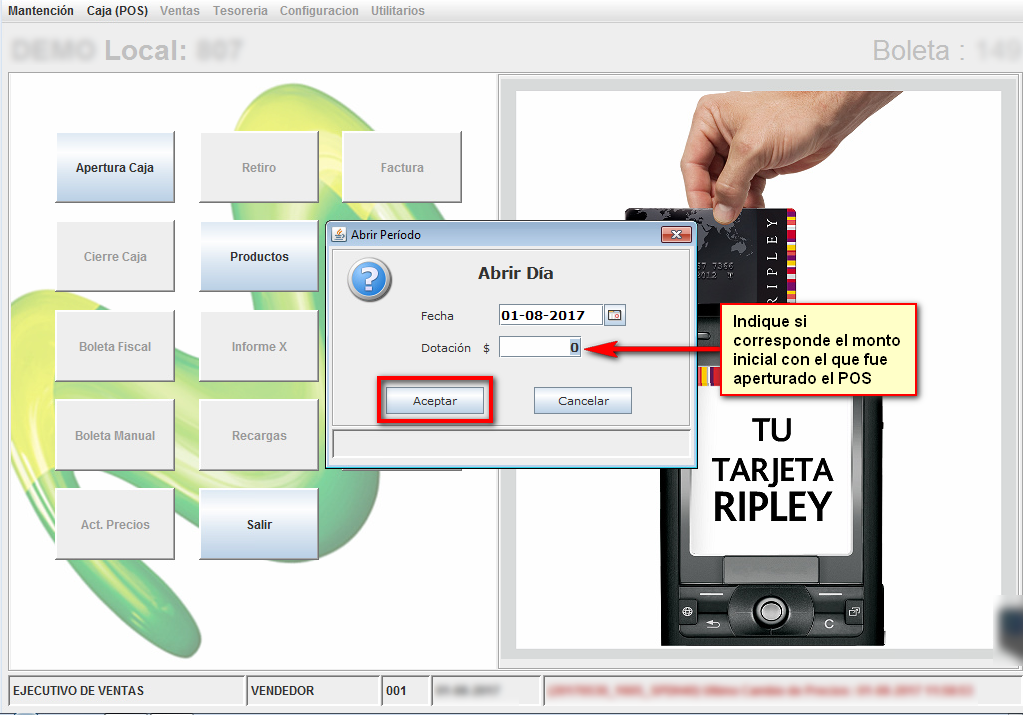 Mantención Caja (POS) Ventas Tesoreria Configuracion Utilitarios
DEMO Local: 807
Boleta : 149
Apertura Caja
Retiro
Factura
Cierre Caja
Productos
Boleta Fiscal
Informe X
Boleta Manual
Recargas
Act. Precios
Salir
Abrir Período
Abrir Día
Fecha 01-08-2017
Dotación $ 0
Aceptar
Cancelar
Indique si
corresponde el monto
inicial con el que fue
aperturado el POS
RIPLEY
TU
TARJETA
RIPLEY
C
EJECUTIVO DE VENTAS
VENDEDOR
001
01-08-2017